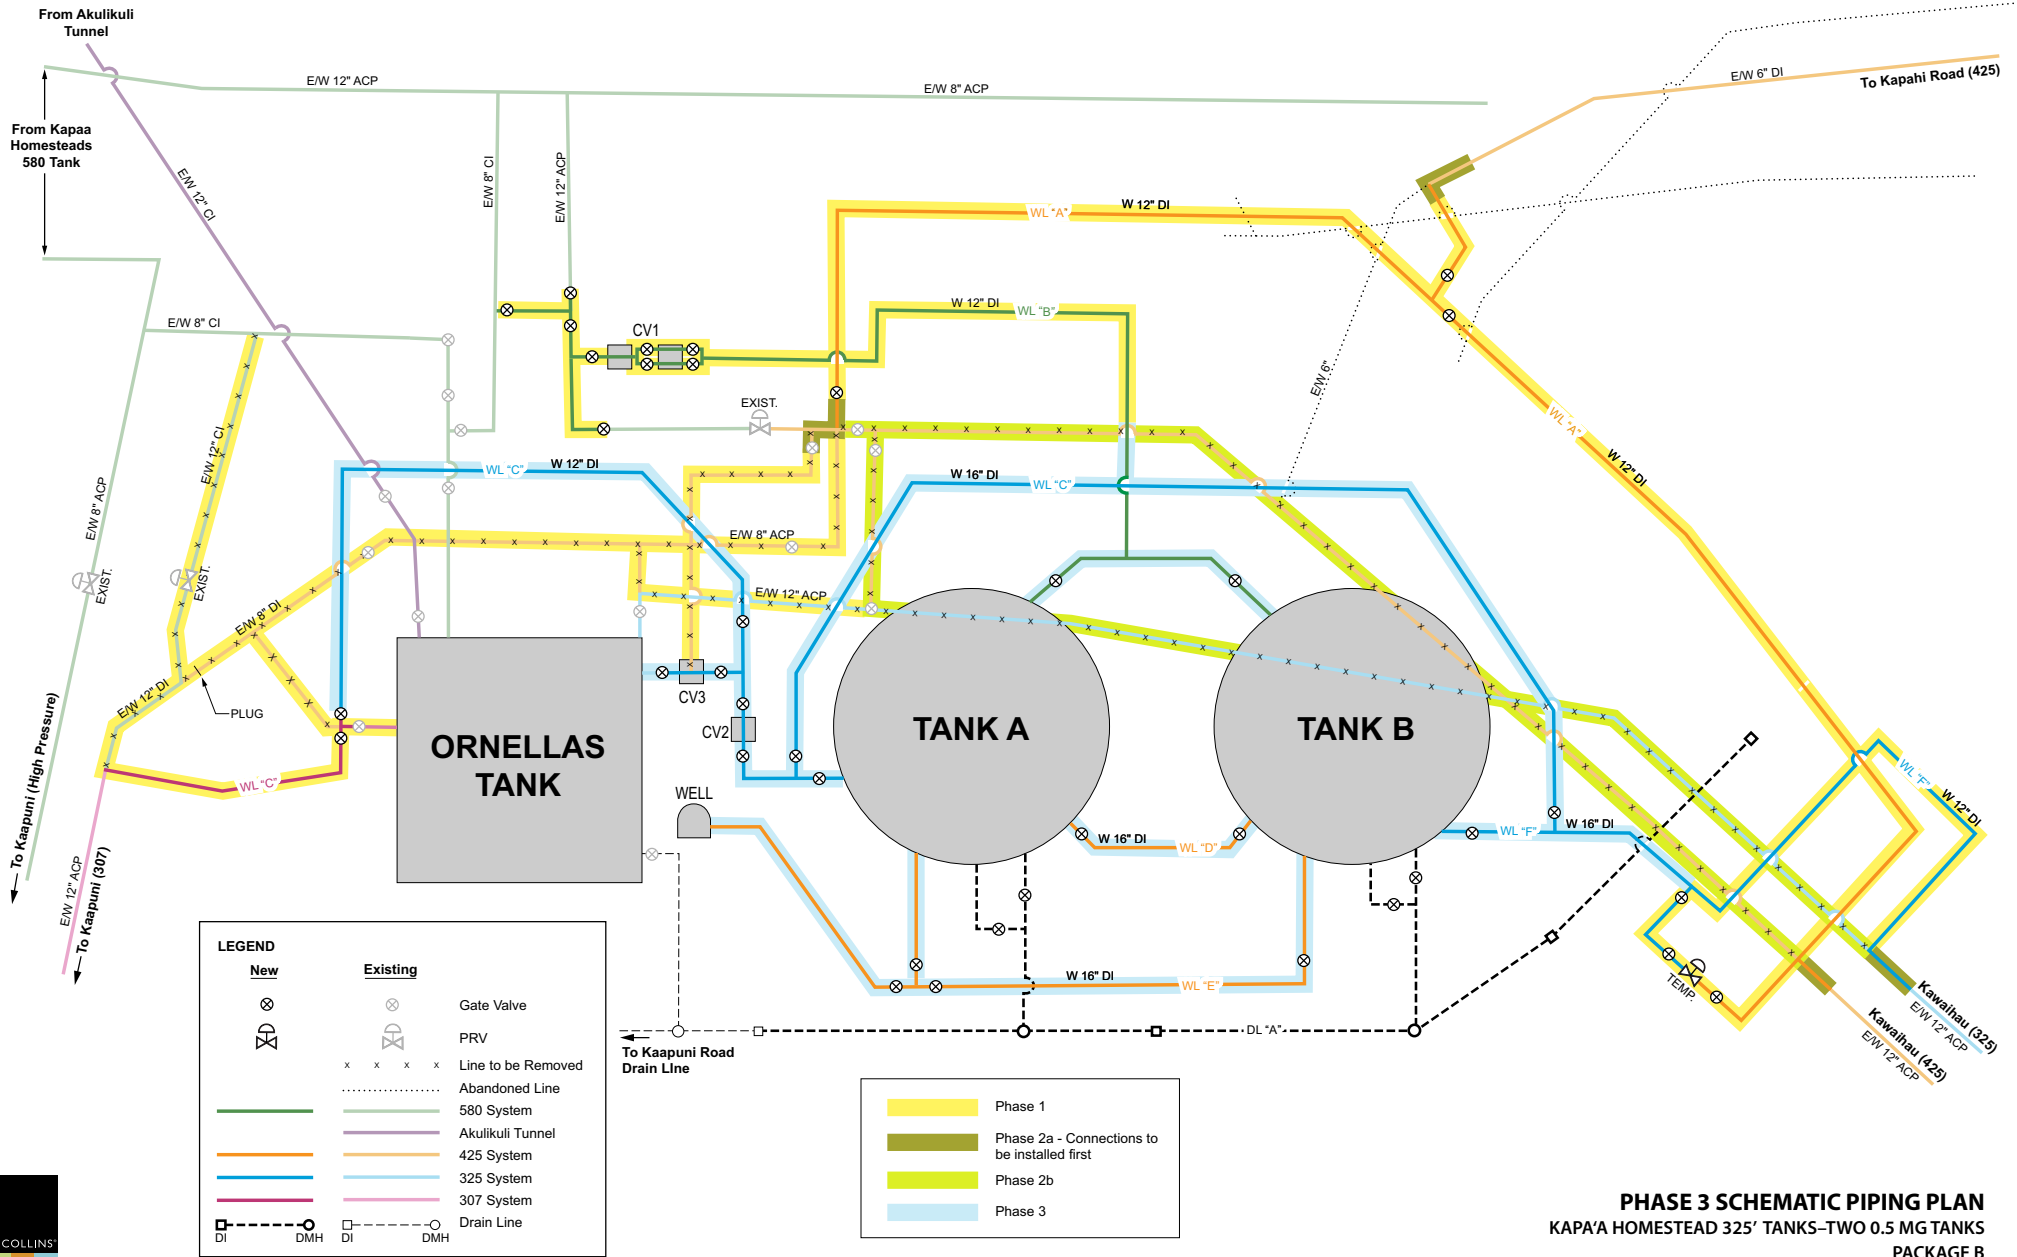 From Akulikuli
Tunnel
E/W 12" ACP
E/W 8" ACP
E/W 6" DI
To Kapahi Road (425)
From Kapaa
Homesteads
580 Tank
E/W 12" CI
E/W 8" CI
E/W 12" ACP
WL "A"
W 12" DI
W 12" DI
WL "B"
E/W 8" CI
CV1
E/W 6"
EXIST.
WL "A"
W 12" DI
E/W 12" CI
WL "C"
W 12" DI
W 16" DI
WL "C"
E/W 8" ACP
E/W 8" ACP
EXIST.
EXIST.
E/W 12" ACP
E/W 8" DI
E/W 12" DI
PLUG
CV3
CV2
ORNELLAS
TANK
TANK A
TANK B
WL "C"
WELL
To Kaapuni (High Pressure)
E/W 12" ACP
To Kaapuni (307)
W 16" DI
WL "D"
WL "F"
W 16" DI
WL "F"
W 12" DI
W 16" DI
WL "E"
TEMP.
Kawaihau (325)
E/W 12" ACP
Kawaihau (425)
E/W 12" ACP
DL "A"
To Kaapuni Road
Drain LIne
LEGEND
New
Existing
Gate Valve
PRV
x x x x Line to be Removed
Abandoned Line
580 System
Akulikuli Tunnel
425 System
325 System
307 System
Drain Line
DI DMH DI DMH
Phase 1
Phase 2a - Connections to
be installed first
Phase 2b
Phase 3
COLLINS
PHASE 3 SCHEMATIC PIPING PLAN
KAPA'A HOMESTEAD 325' TANKS–TWO 0.5 MG TANKS
PACKAGE B